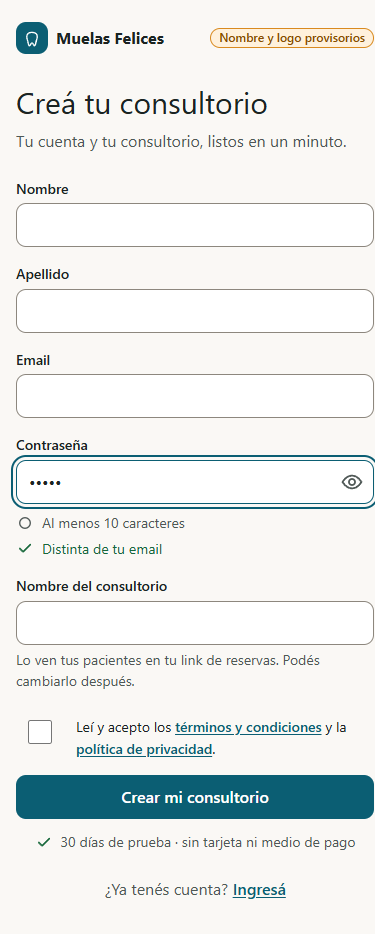 Muelas Felices
Nombre y logo provisorios
Creá tu consultorio
Tu cuenta y tu consultorio, listos en un minuto.
Nombre
Apellido
Email
Contraseña
•••••
Al menos 10 caracteres
Distinta de tu email
Nombre del consultorio
Lo ven tus pacientes en tu link de reservas. Podés
cambiarlo después.
Leí y acepto los términos y condiciones y la
política de privacidad.
Crear mi consultorio
30 días de prueba · sin tarjeta ni medio de pago
¿Ya tenés cuenta? Ingresá